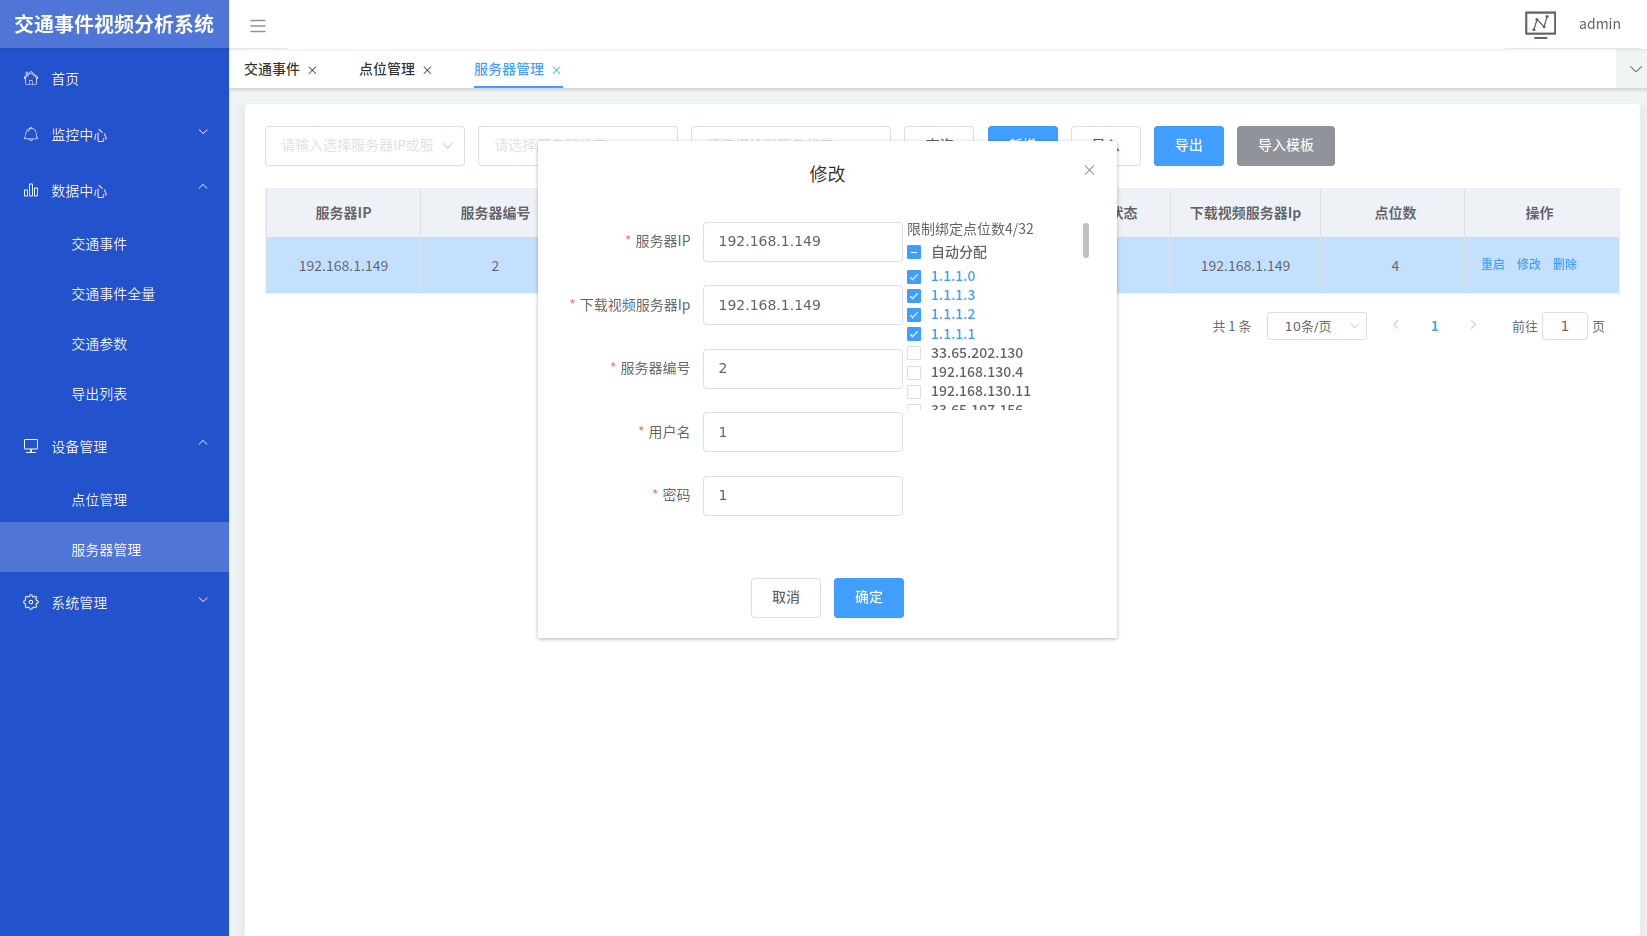 交通事件视频分析系统
admin
首页
监控中心
数据中心
交通事件
交通事件全量
交通参数
导出列表
设备管理
点位管理
服务器管理
系统管理
交通事件 ×
点位管理 ×
服务器管理 ×
请输入选择服务器IP或服
导出
导入模板
服务器IP
服务器编号
状态
下载视频服务器Ip
点位数
操作
192.168.1.149
2
192.168.1.149
4
重启 修改 删除
共 1 条
10条/页
1
前往 1 页
修改
* 服务器IP
192.168.1.149
* 下载视频服务器Ip
192.168.1.149
* 服务器编号
2
* 用户名
1
* 密码
1
限制绑定点位数4/32
自动分配
1.1.1.0
1.1.1.3
1.1.1.2
1.1.1.1
33.65.202.130
192.168.130.4
192.168.130.11
33.65.197.156
取消
确定